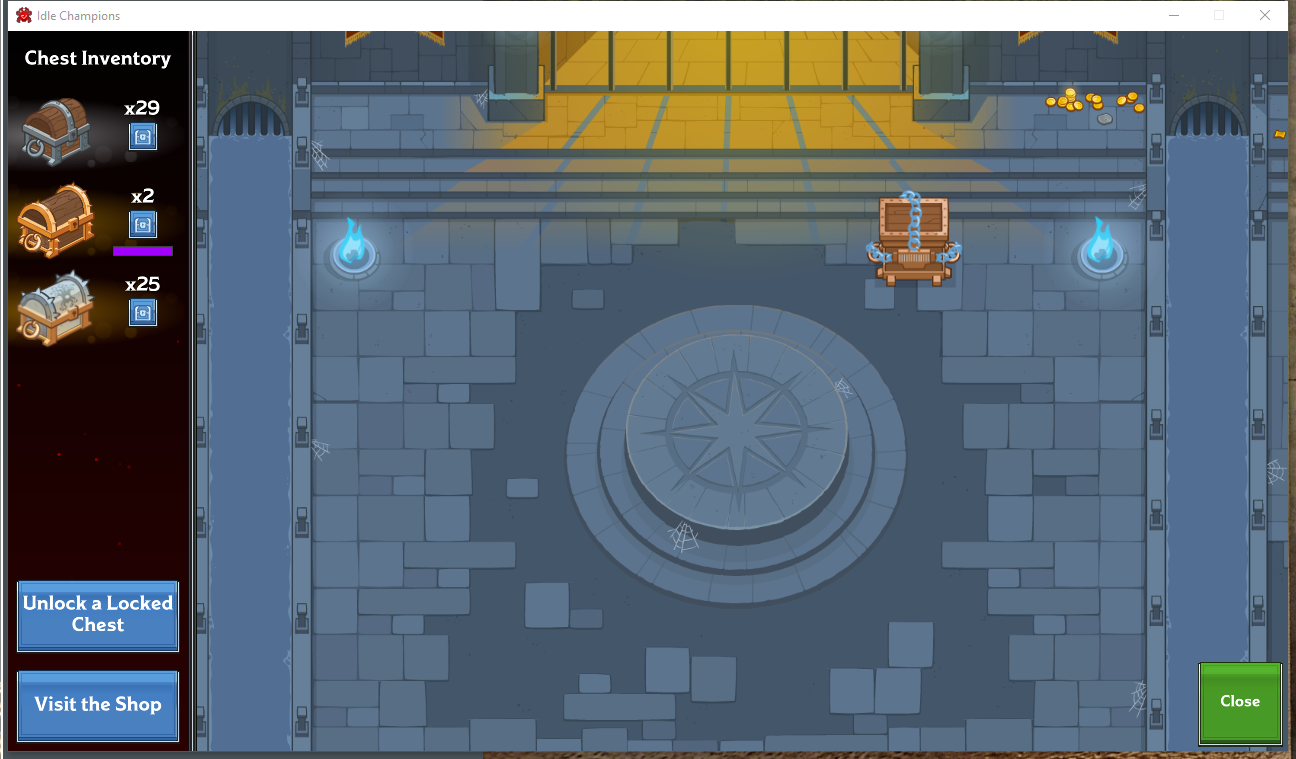 Idle Champions
Chest Inventory
x29
x2
x25
Unlock a Locked
Chest
Visit the Shop
Close